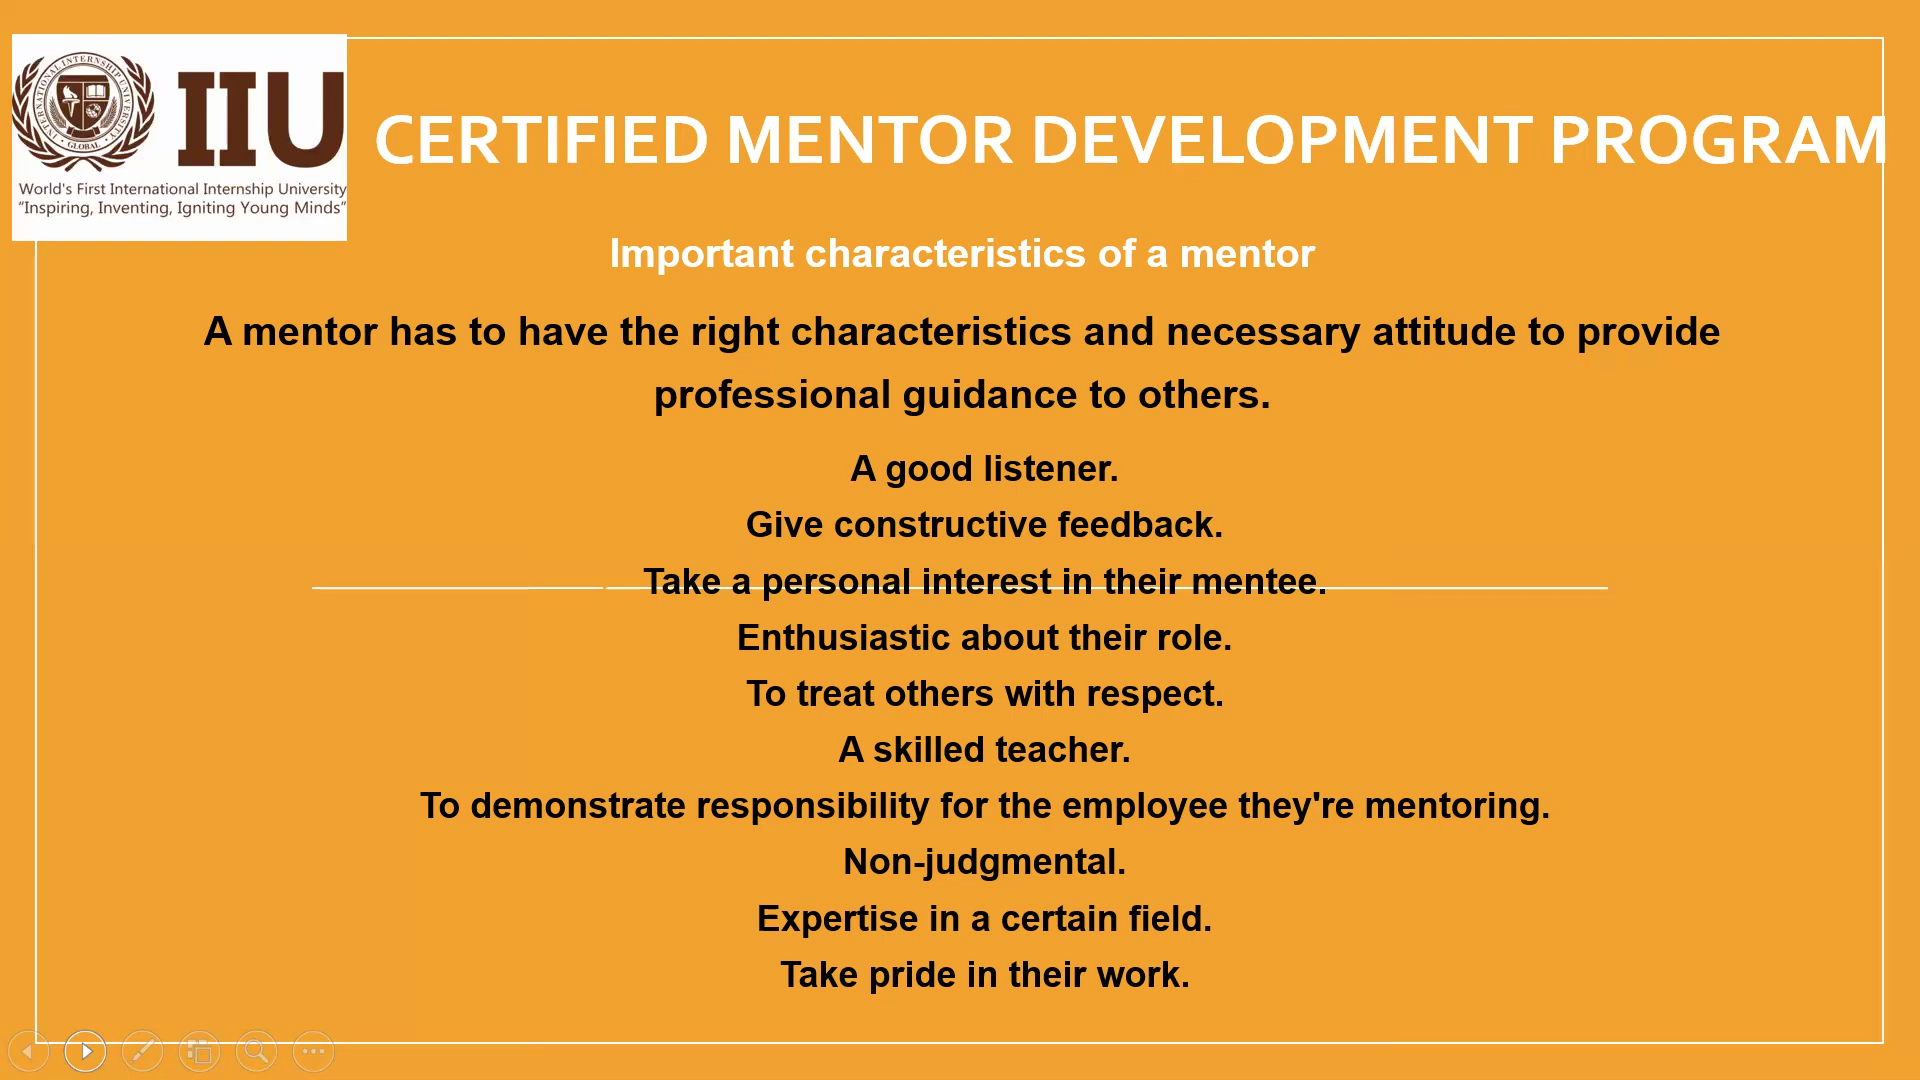 INTERNATIONAL INTERNSHIP UNIVERSITY
GLOBAL
IIU
World's First International Internship University
“Inspiring, Inventing, Igniting Young Minds”
CERTIFIED MENTOR DEVELOPMENT PROGRAM
Important characteristics of a mentor
A mentor has to have the right characteristics and necessary attitude to provide
professional guidance to others.
A good listener.
Give constructive feedback.
Take a personal interest in their mentee.
Enthusiastic about their role.
To treat others with respect.
A skilled teacher.
To demonstrate responsibility for the employee they're mentoring.
Non-judgmental.
Expertise in a certain field.
Take pride in their work.